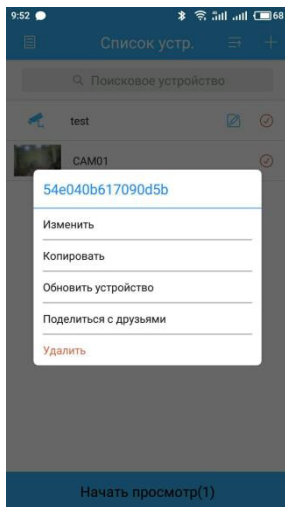 9:52 68
Список устр.
Поисковое устройство
test
CAM01
54e040b617090d5b
Изменить
Копировать
Обновить устройство
Поделиться с друзьями
Удалить
Начать просмотр(1)